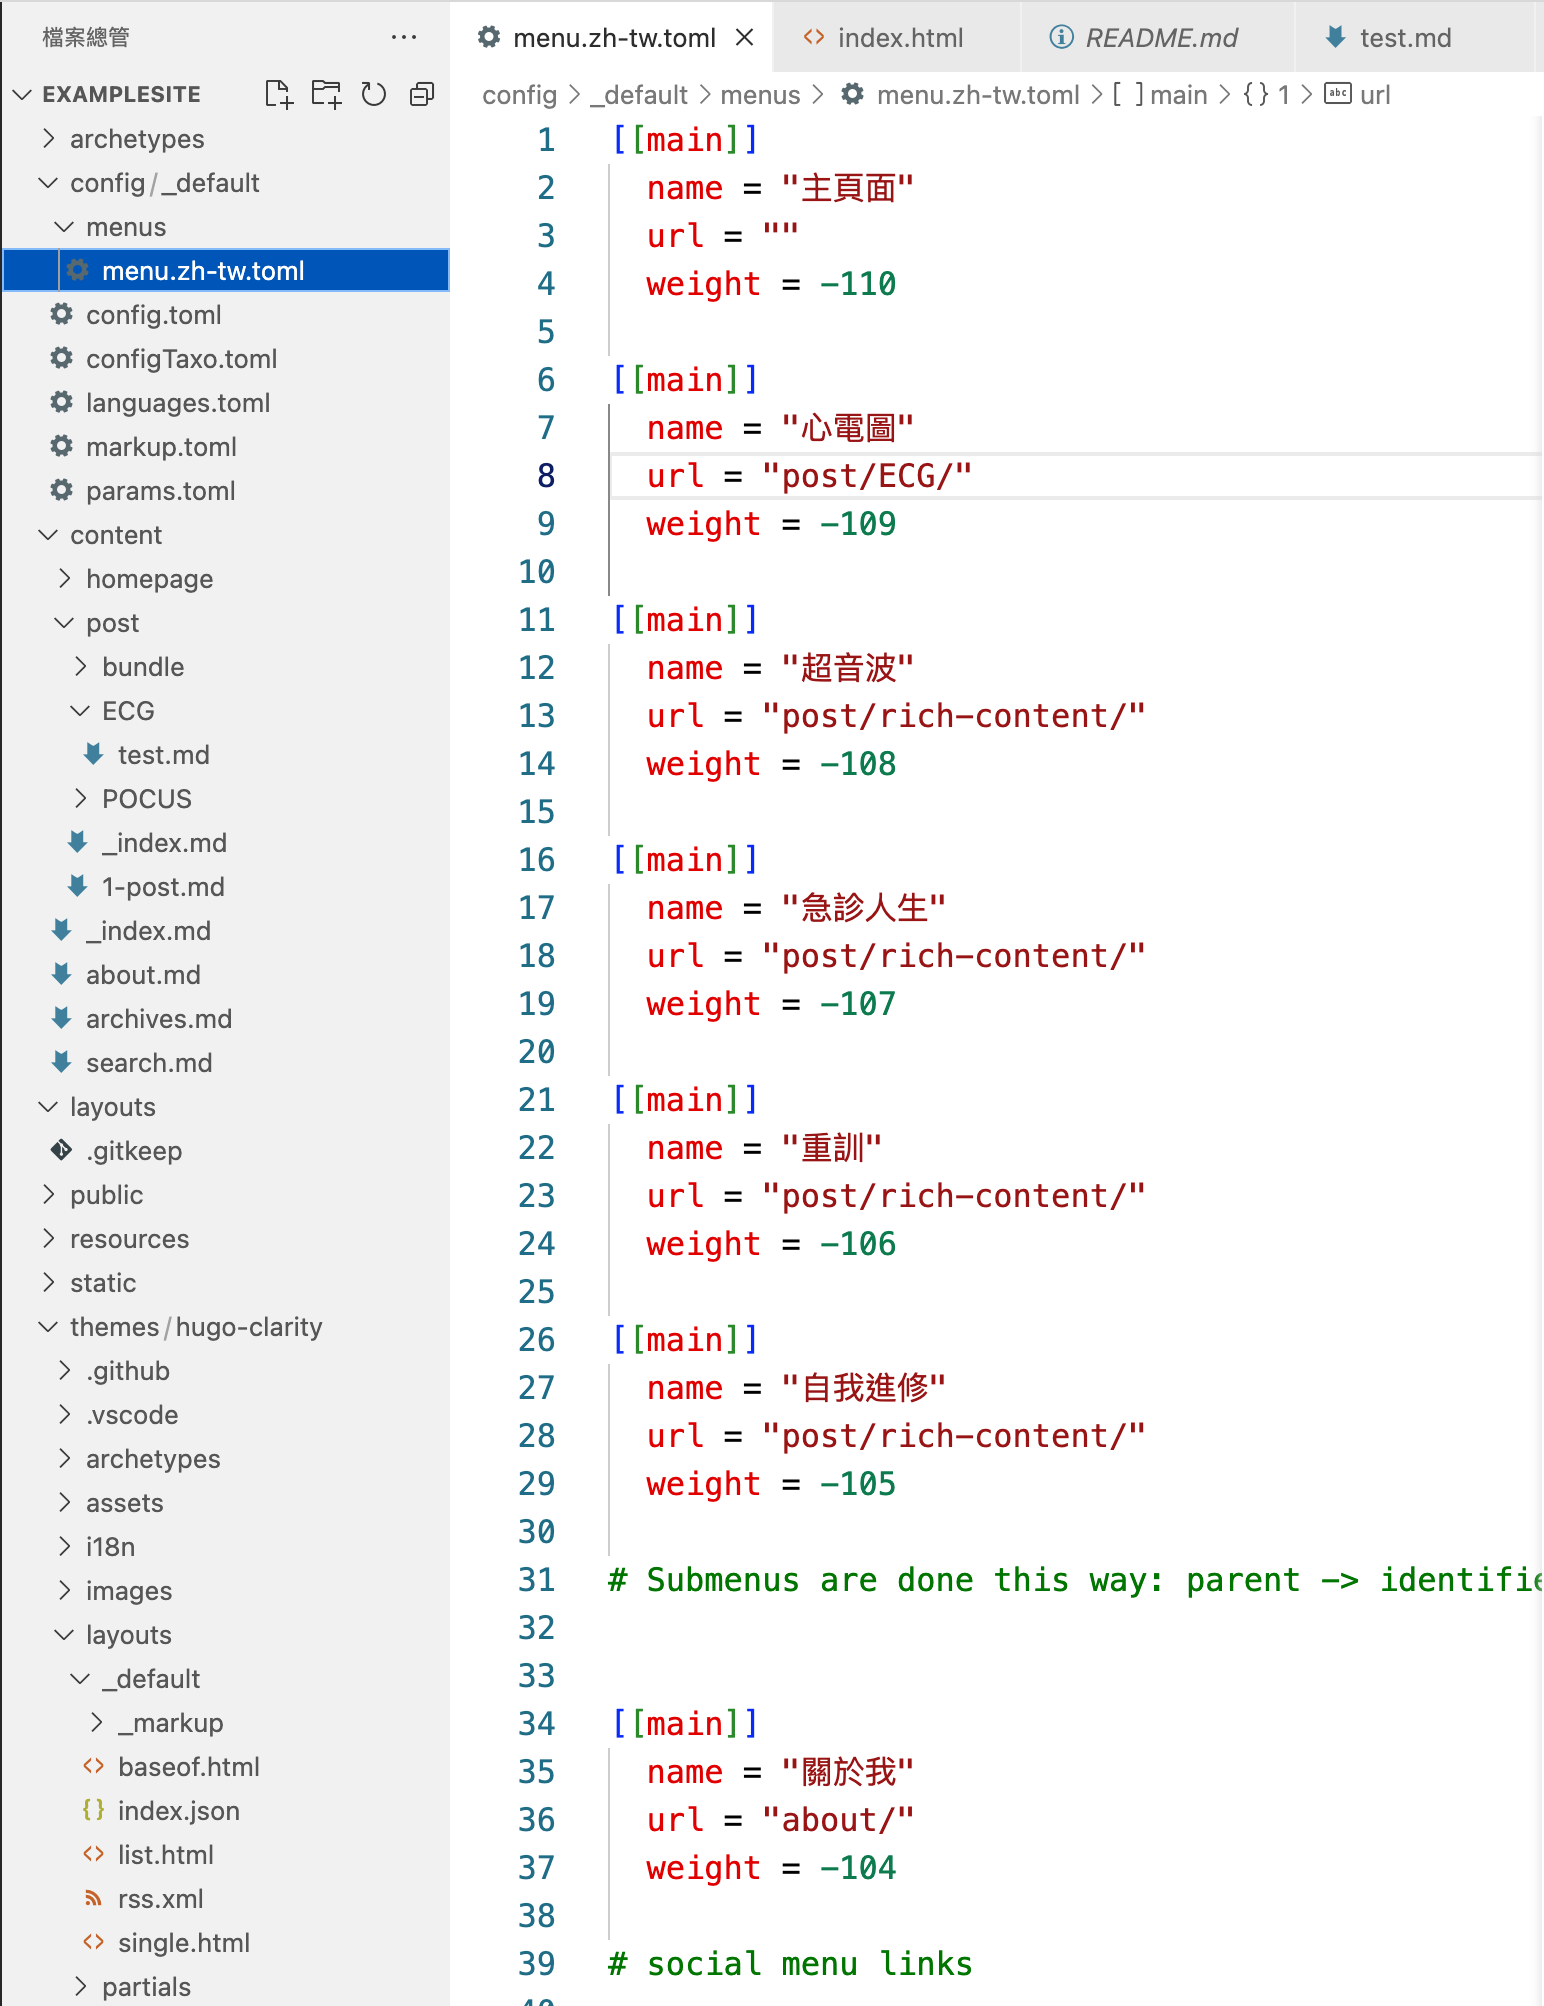 檔案總管
EXAMPLESITE
archetypes
config/_default
menus
menu.zh-tw.toml
config.toml
configTaxo.toml
languages.toml
markup.toml
params.toml
content
homepage
post
bundle
ECG
test.md
POCUS
_index.md
1-post.md
_index.md
about.md
archives.md
search.md
layouts
.gitkeep
public
resources
static
themes/hugo-clarity
.github
.vscode
archetypes
assets
i18n
images
layouts
_default
_markup
baseof.html
index.json
list.html
rss.xml
single.html
partials
menu.zh-tw.toml index.html README.md test.md
config > _default > menus > menu.zh-tw.toml > [ ] main > {} 1 > abc url
1 [[main]]
2 name = "主頁面"
3 url = ""
4 weight = -110
5
6 [[main]]
7 name = "心電圖"
8 url = "post/ECG/"
9 weight = -109
10
11 [[main]]
12 name = "超音波"
13 url = "post/rich-content/"
14 weight = -108
15
16 [[main]]
17 name = "急診人生"
18 url = "post/rich-content/"
19 weight = -107
20
21 [[main]]
22 name = "重訓"
23 url = "post/rich-content/"
24 weight = -106
25
26 [[main]]
27 name = "自我進修"
28 url = "post/rich-content/"
29 weight = -105
30
31 # Submenus are done this way: parent -> identifie
32
33
34 [[main]]
35 name = "關於我"
36 url = "about/"
37 weight = -104
38
39 # social menu links